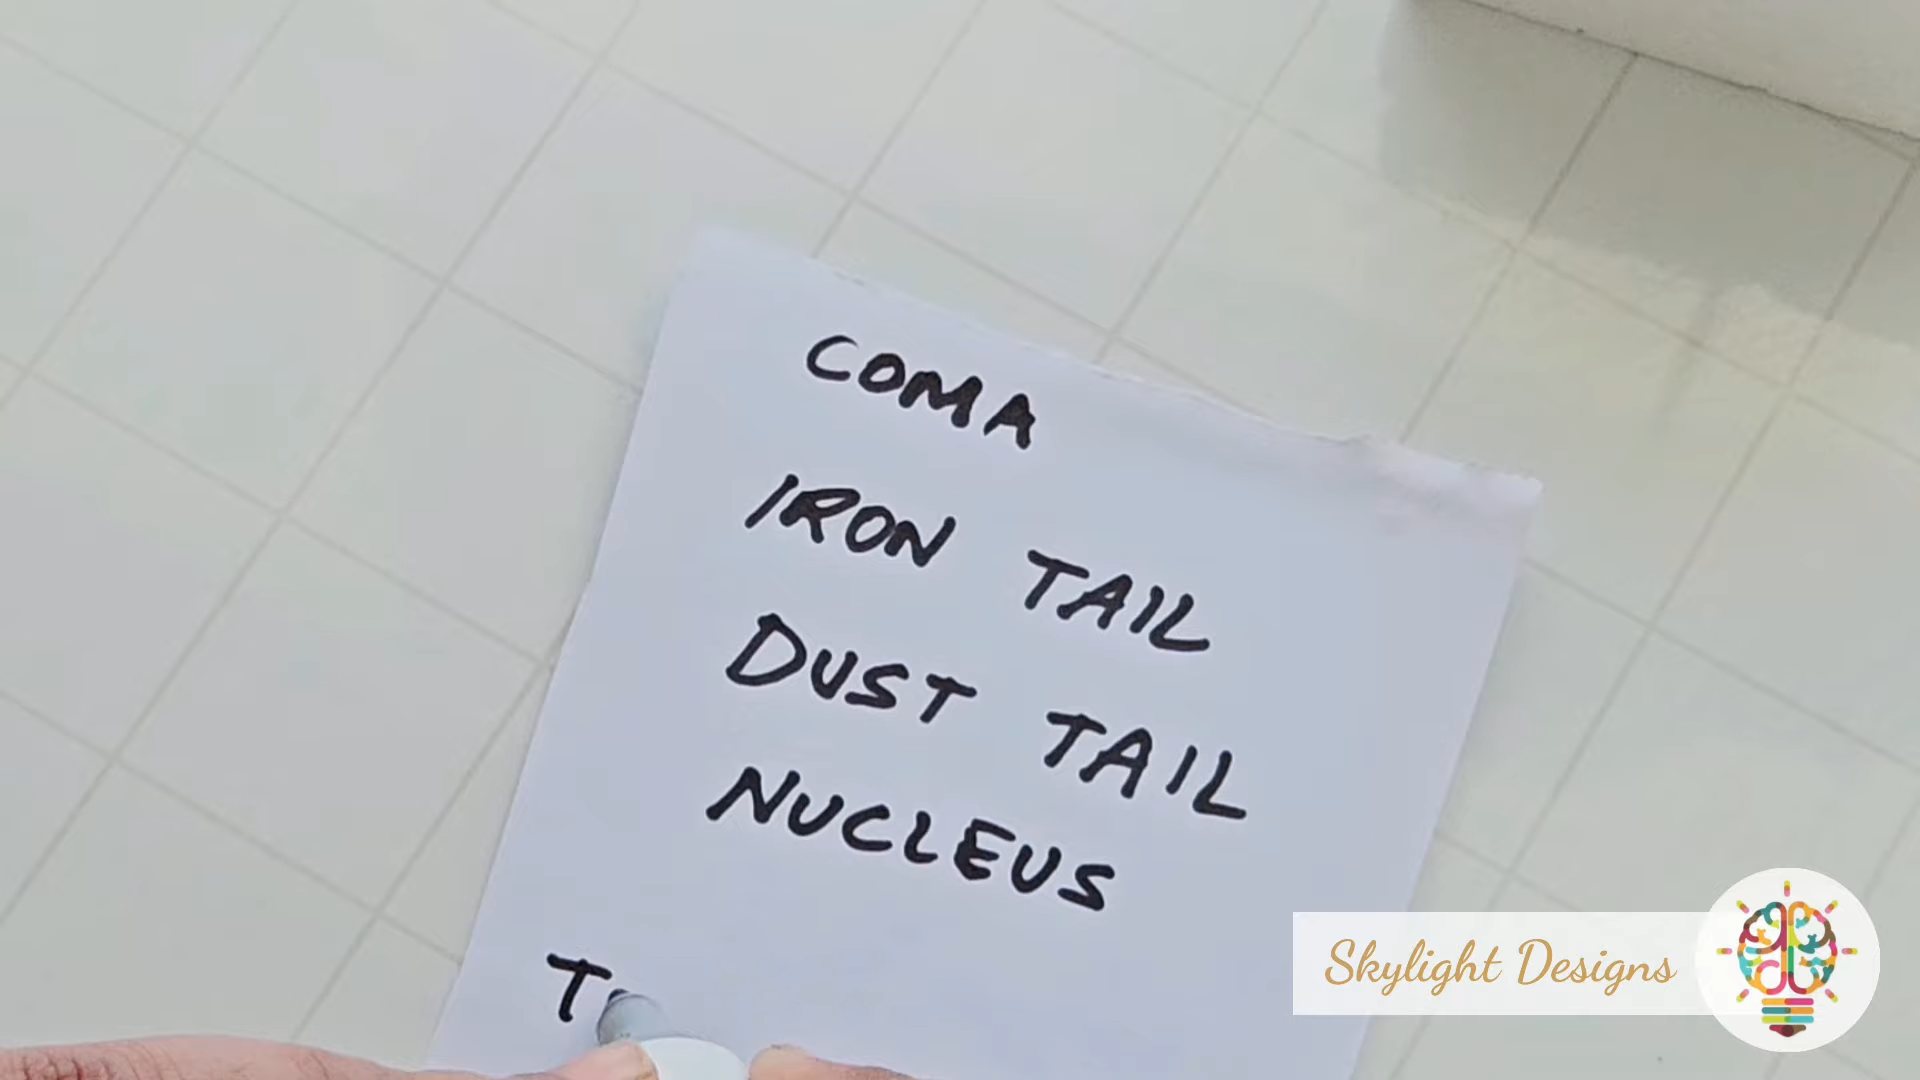 COMA
IRON TAIL
DUST TAIL
NUCLEUS
T
Skylight Designs